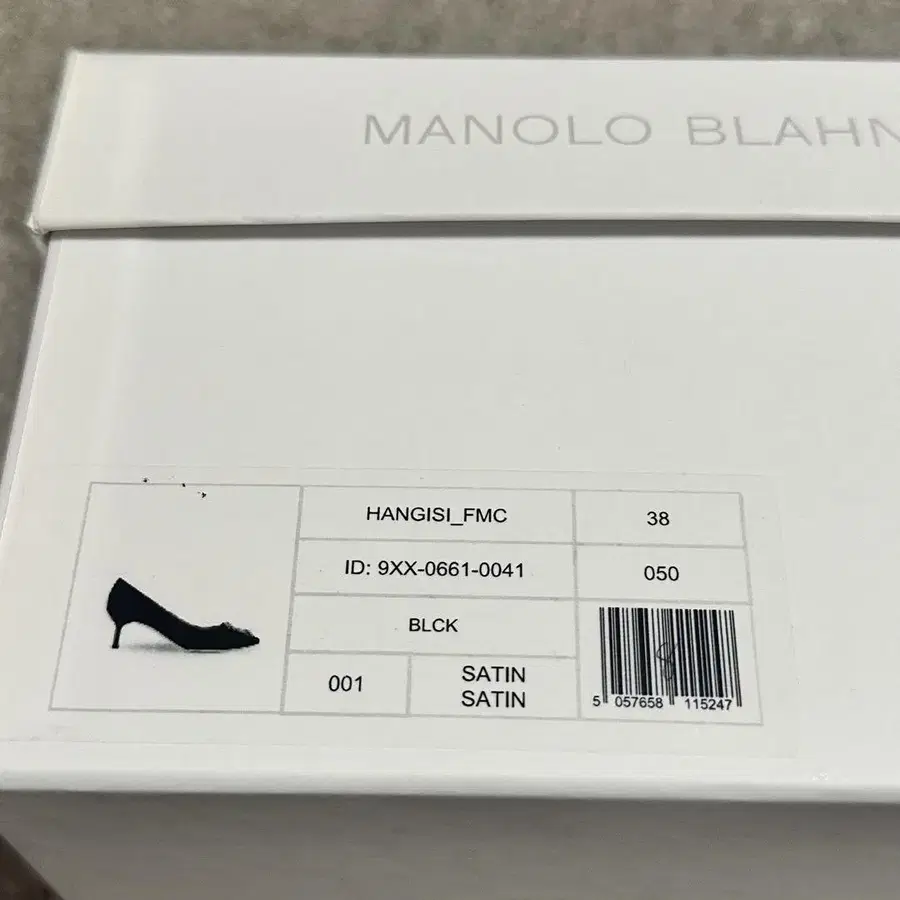 MANOLO BLAHN
HANGISI_FMC
38
ID: 9XX-0661-0041
050
BLCK
001
SATIN
SATIN
5 057658 115247